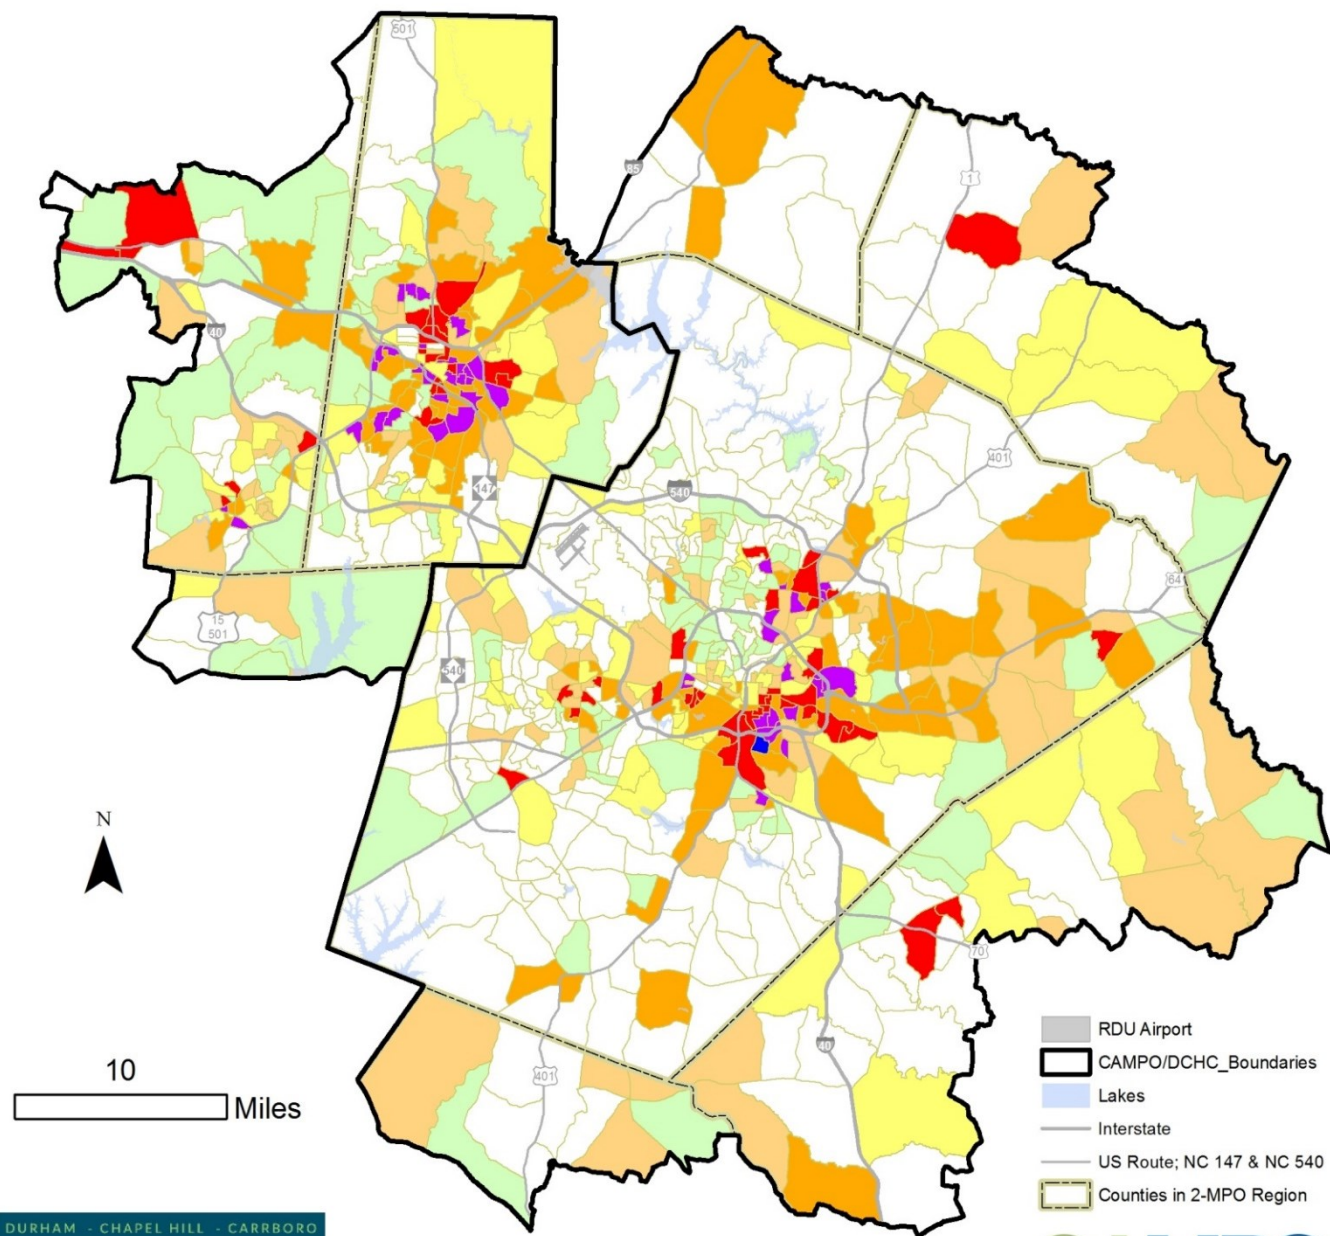 501
85
1
40
401
147
540
64
15
501
540
N
70
10
Miles
40
401
RDU Airport
CAMPO/DCHC_Boundaries
Lakes
Interstate
US Route; NC 147 & NC 540
Counties in 2-MPO Region
DURHAM - CHAPEL HILL - CARRBORO